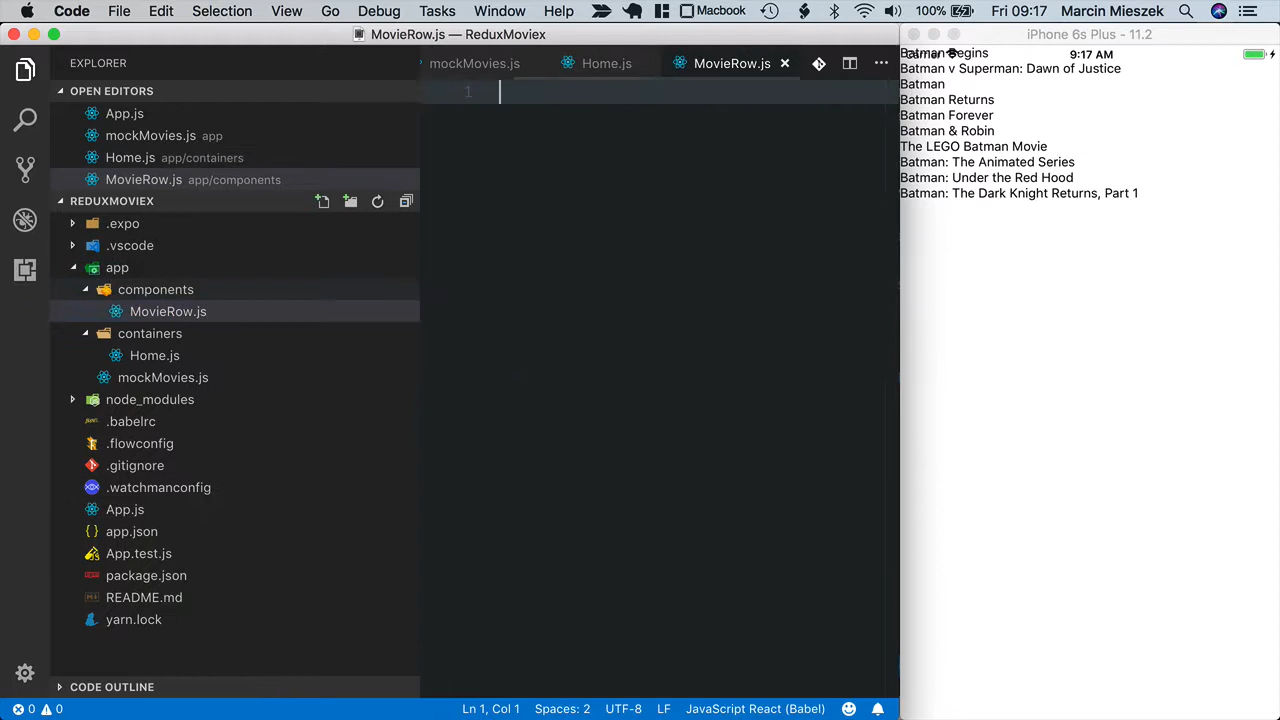 Code File Edit Selection View Go Debug Tasks Window Help Macbook 100% Fri 09:17 Marcin Mieszek
MovieRow.js — ReduxMoviex
iPhone 6s Plus - 11.2
EXPLORER
mockMovies.js Home.js MovieRow.js
OPEN EDITORS
App.js
mockMovies.js app
Home.js app/containers
MovieRow.js app/components
REDUXMOVIEX
.expo
.vscode
app
components
MovieRow.js
containers
Home.js
mockMovies.js
node_modules
.babelrc
.flowconfig
.gitignore
.watchmanconfig
App.js
app.json
App.test.js
package.json
README.md
yarn.lock
CODE OUTLINE
1
0 0 Ln 1, Col 1 Spaces: 2 UTF-8 LF JavaScript React (Babel)
9:17 AM
Batman Begins
Batman v Superman: Dawn of Justice
Batman
Batman Returns
Batman Forever
Batman & Robin
The LEGO Batman Movie
Batman: The Animated Series
Batman: Under the Red Hood
Batman: The Dark Knight Returns, Part 1